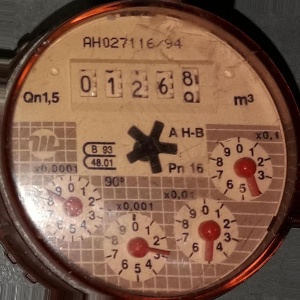 AH027116/94
0 1 2 6 8
Qn1,5
m³
A H-B
B 93
48.01
Pn 16
90°
x0,1
x0,01
x0,001
x0,0001